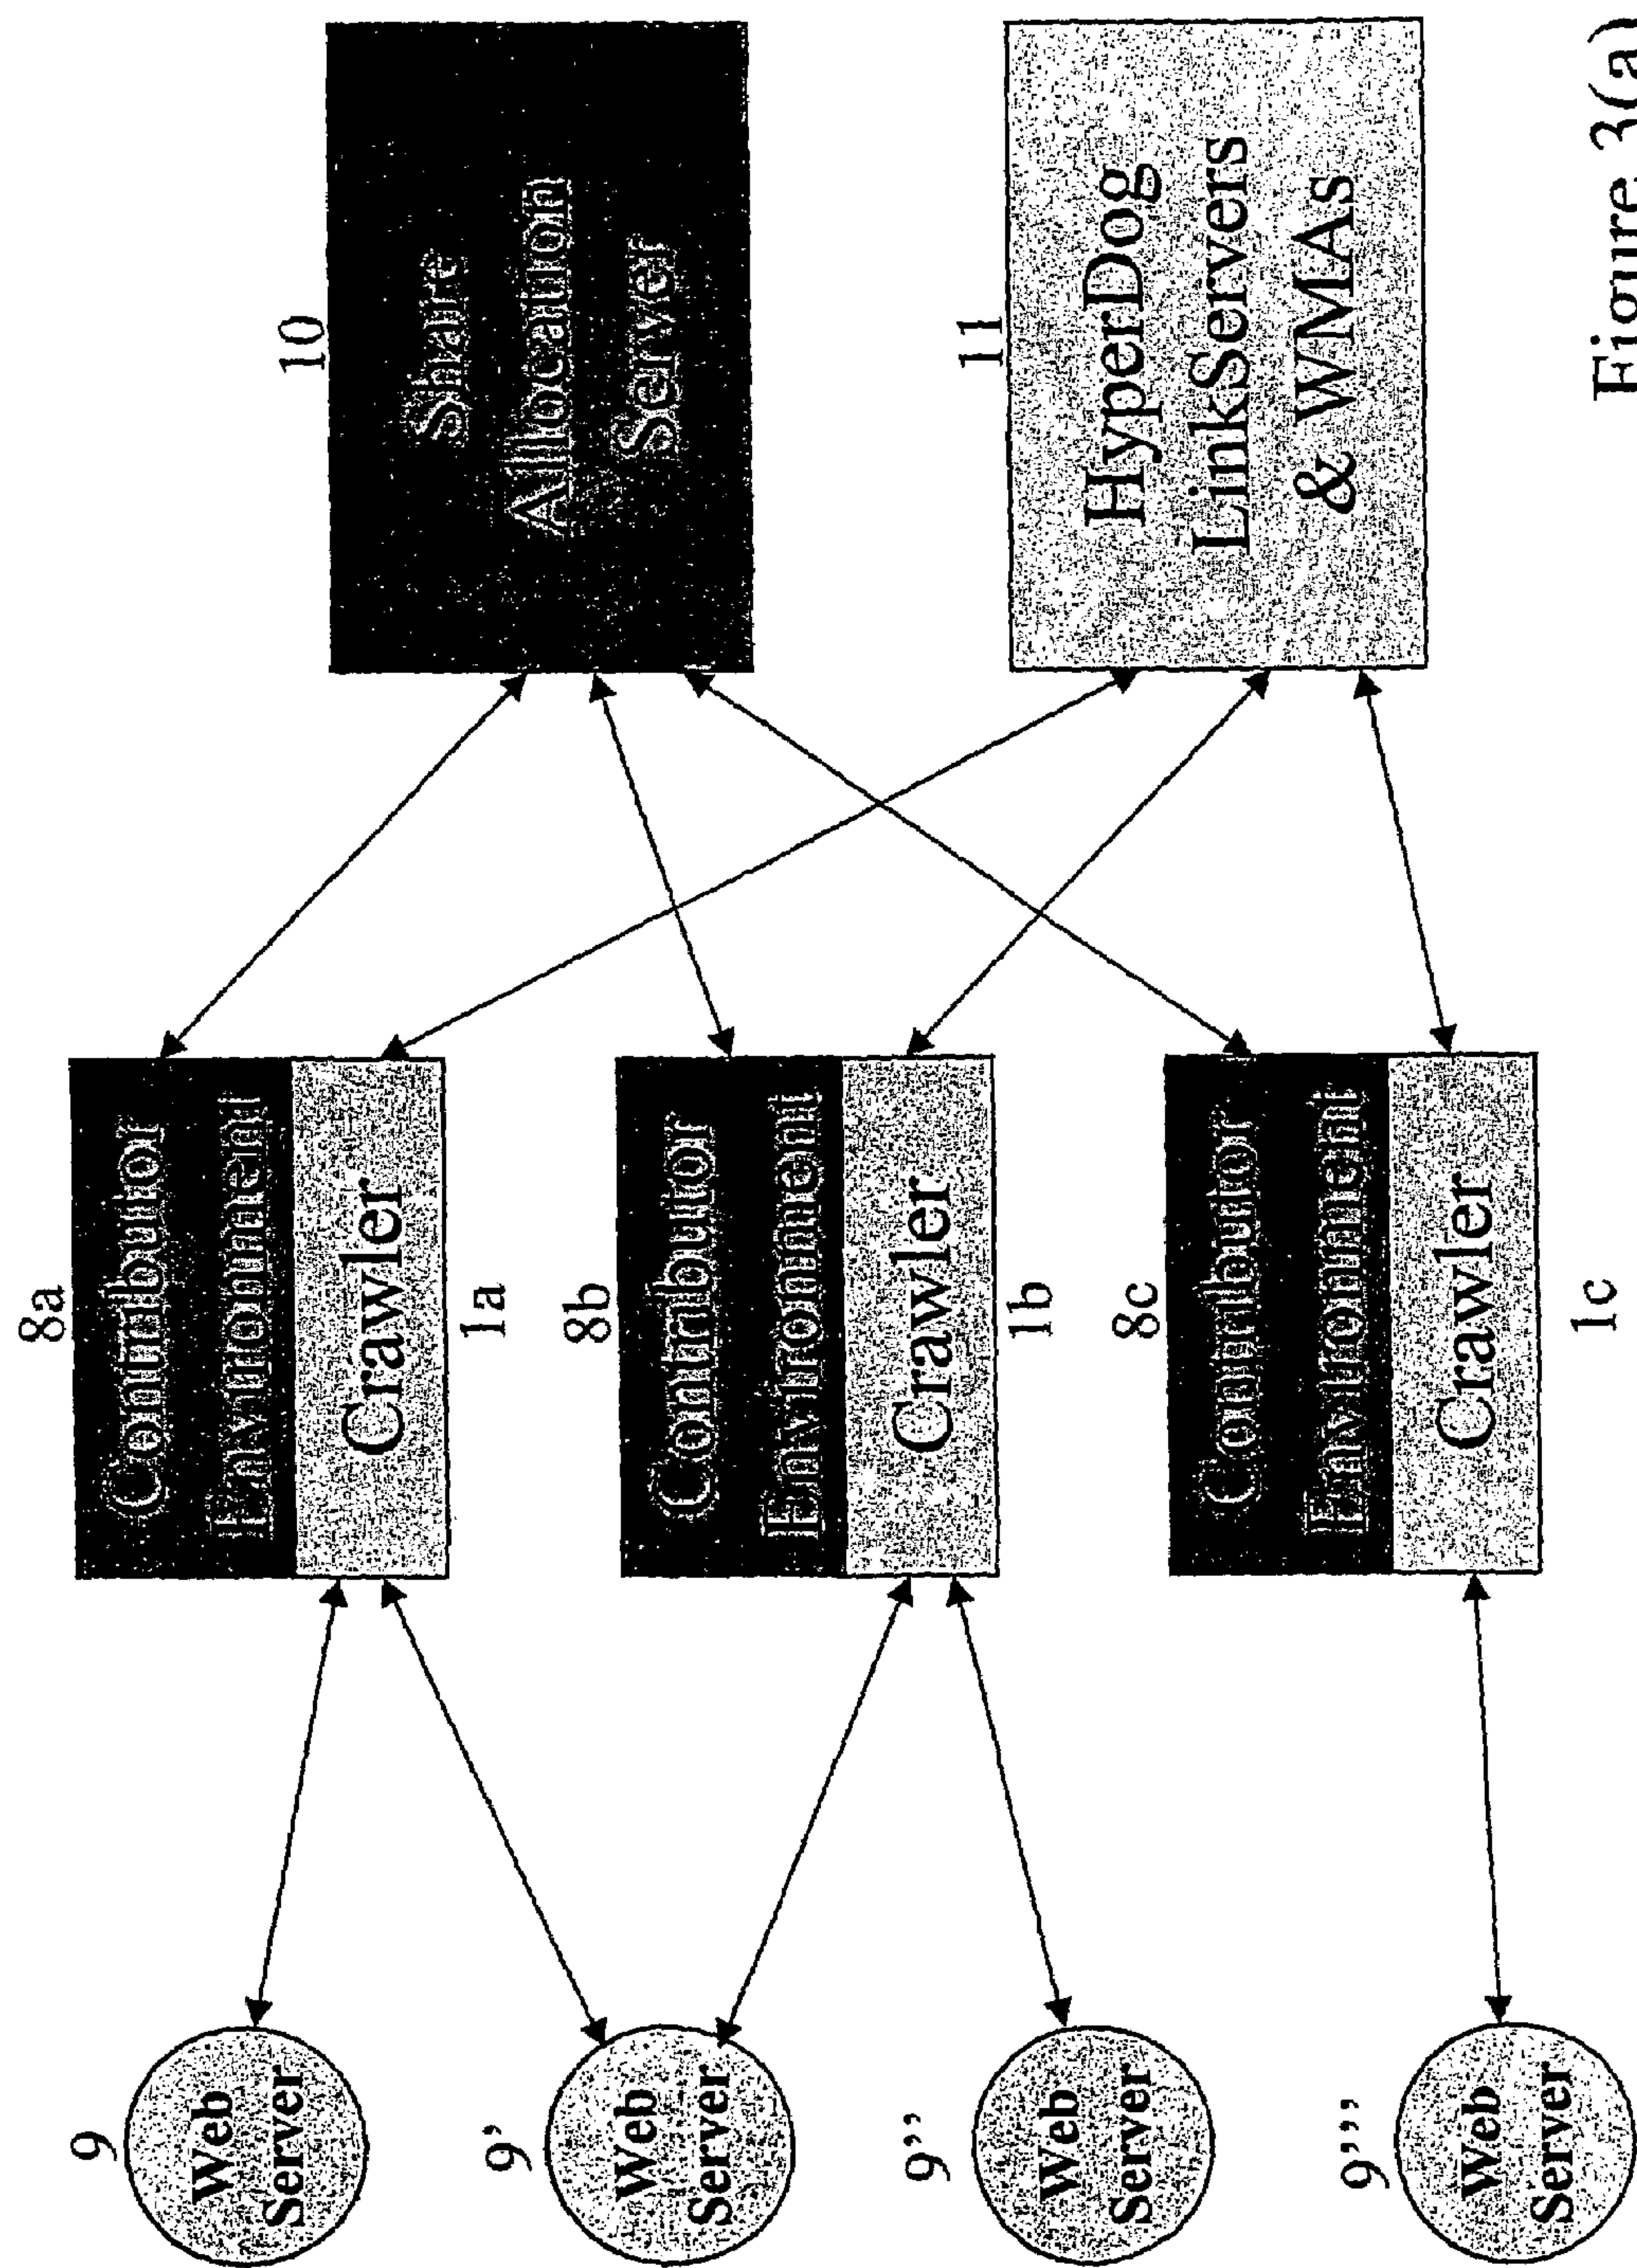 9
Web
Server
9'
Web
Server
9''
Web
Server
9'''
Web
Server
8a
Contributor
Environment
Crawler
1a
8b
Contributor
Environment
Crawler
1b
8c
Contributor
Environment
Crawler
1c
10
Share
Allocation
Server
11
HyperDog
LinkServers
& WMAs
Figure 3(a)